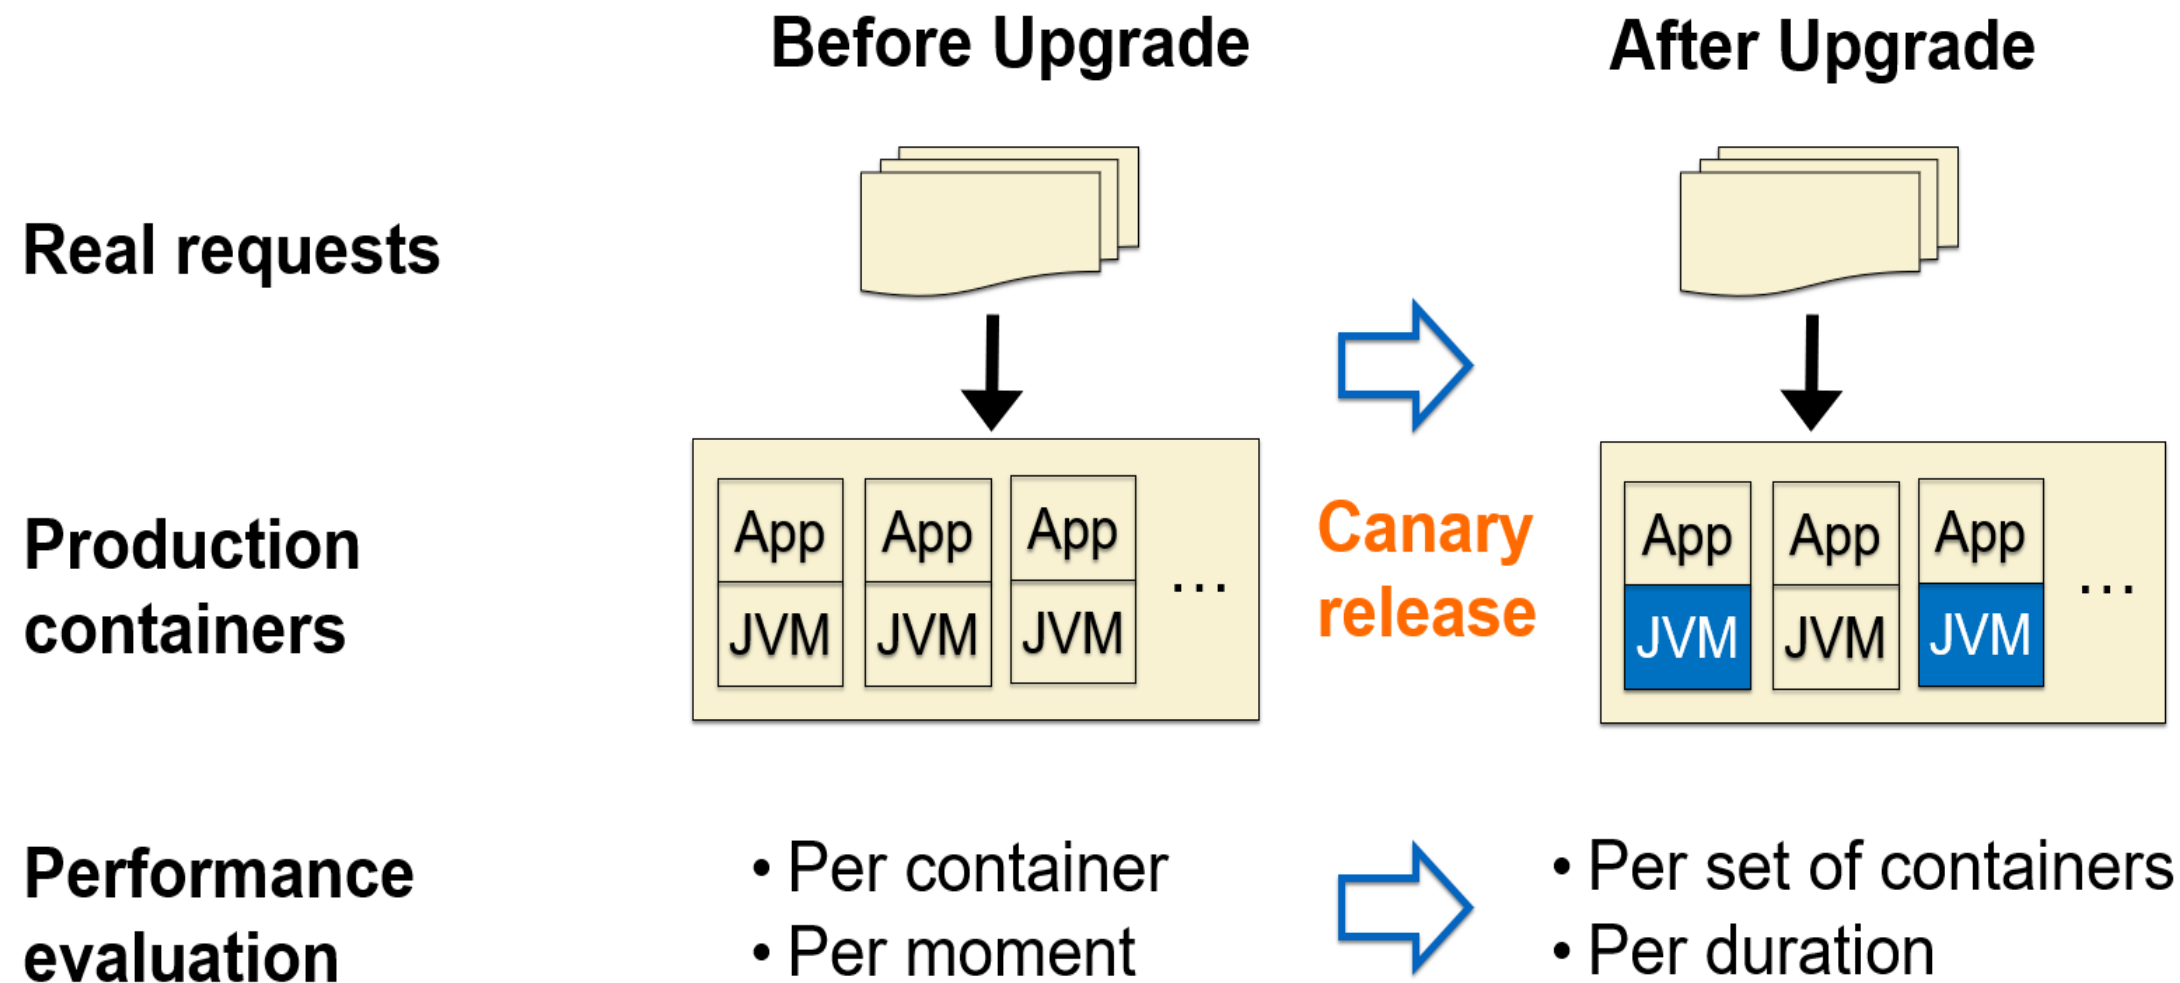 Before Upgrade
After Upgrade
Real requests
Production
containers
App
App
App
JVM
JVM
JVM
...
Canary
release
App
App
App
JVM
JVM
JVM
...
Performance
evaluation
• Per container
• Per moment
• Per set of containers
• Per duration